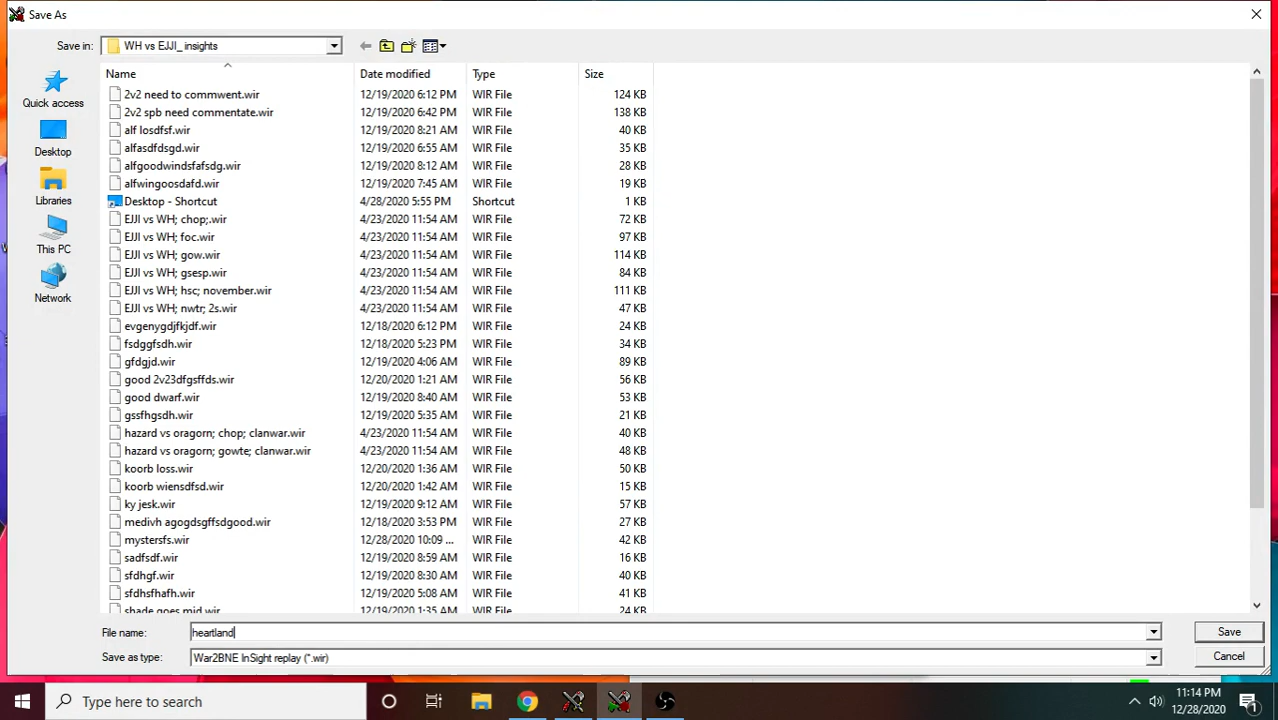 Save As
Save in: WH vs EJJI_ insights
Name Date modified Type Size
2v2 need to commwent.wir 12/19/2020 6:12 PM WIR File 124 KB
2v2 spb need commentate.wir 12/19/2020 6:42 PM WIR File 138 KB
alf losdfsf.wir 12/19/2020 8:21 AM WIR File 40 KB
alfasdfdsgd.wir 12/19/2020 6:55 AM WIR File 35 KB
alfgoodwindsfafsdg.wir 12/19/2020 8:12 AM WIR File 28 KB
alfwingoosdafd.wir 12/19/2020 7:45 AM WIR File 19 KB
Desktop - Shortcut 4/28/2020 5:55 PM Shortcut 1 KB
EJJI vs WH; chop;.wir 4/23/2020 11:54 AM WIR File 72 KB
EJJI vs WH; foc.wir 4/23/2020 11:54 AM WIR File 97 KB
EJJI vs WH; gow.wir 4/23/2020 11:54 AM WIR File 114 KB
EJJI vs WH; gsesp.wir 4/23/2020 11:54 AM WIR File 84 KB
EJJI vs WH; hsc; november.wir 4/23/2020 11:54 AM WIR File 111 KB
EJJI vs WH; nwtr; 2s.wir 4/23/2020 11:54 AM WIR File 47 KB
evgenygdjfkjdf.wir 12/18/2020 6:12 PM WIR File 24 KB
fsdggfsdh.wir 12/18/2020 5:23 PM WIR File 34 KB
gfdgjd.wir 12/19/2020 4:06 AM WIR File 89 KB
good 2v23dfgsffds.wir 12/20/2020 1:21 AM WIR File 56 KB
good dwarf.wir 12/19/2020 8:40 AM WIR File 53 KB
gssfhgsdh.wir 12/19/2020 5:35 AM WIR File 21 KB
hazard vs oragorn; chop; clanwar.wir 4/23/2020 11:54 AM WIR File 40 KB
hazard vs oragorn; gowte; clanwar.wir 4/23/2020 11:54 AM WIR File 48 KB
koorb loss.wir 12/20/2020 1:36 AM WIR File 50 KB
koorb wiensdfsd.wir 12/20/2020 1:42 AM WIR File 15 KB
ky jesk.wir 12/19/2020 9:12 AM WIR File 57 KB
medivh agogdsgffsdgood.wir 12/18/2020 3:53 PM WIR File 27 KB
mystersfs.wir 12/28/2020 10:09 ... WIR File 42 KB
sadfsdf.wir 12/19/2020 8:59 AM WIR File 16 KB
sfdhgf.wir 12/19/2020 8:30 AM WIR File 40 KB
sfdhsfhafh.wir 12/19/2020 5:08 AM WIR File 41 KB
shade goes mid.wir 12/19/2020 1:35 AM WIR File 24 KB
Quick access
Desktop
Libraries
This PC
Network
File name: heartland Save
Save as type: War2BNE InSight replay (*.wir) Cancel
Type here to search
11:14 PM
12/28/2020
1